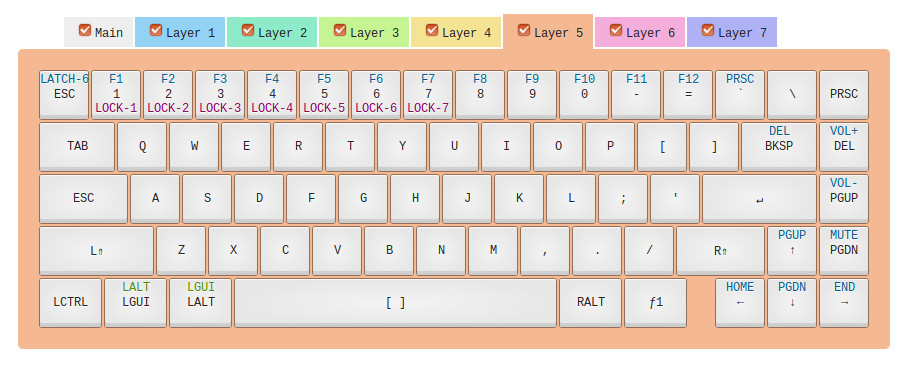 Main Layer 1 Layer 2 Layer 3 Layer 4 Layer 5 Layer 6 Layer 7
LATCH-6 F1 F2 F3 F4 F5 F6 F7 F8 F9 F10 F11 F12 PRSC
ESC 1 2 3 4 5 6 7 8 9 0 - = ` \ PRSC
LOCK-1 LOCK-2 LOCK-3 LOCK-4 LOCK-5 LOCK-6 LOCK-7
DEL VOL+
TAB Q W E R T Y U I O P [ ] BKSP DEL
VOL-
ESC A S D F G H J K L ; ' ↵ PGUP
PGUP MUTE
L⇑ Z X C V B N M , . / R⇑ ↑ PGDN
LALT LGUI HOME PGDN END
LCTRL LGUI LALT [ ] RALT ƒ1 ← ↓ →